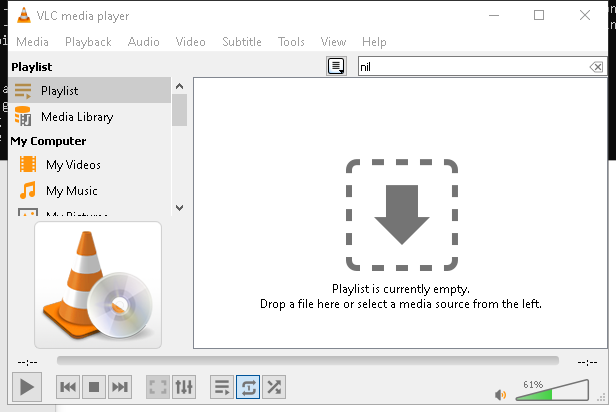 VLC media player
Media Playback Audio Video Subtitle Tools View Help
Playlist
nil
Playlist
Media Library
My Computer
My Videos
My Music
My Pictures
Playlist is currently empty.
Drop a file here or select a media source from the left.
--:-- --:--
61%